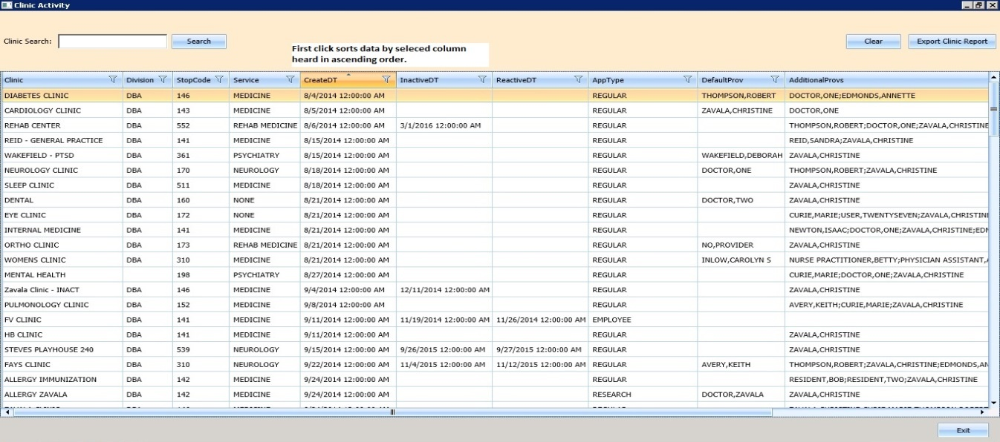 Clinic Activity
Clinic Search: Search Clear Export Clinic Report
First click sorts data by seleced column
heard in ascending order.
Clinic Division StopCode Service CreateDT InactiveDT ReactiveDT AppType DefaultProv AdditionalProvs
DIABETES CLINIC DBA 146 MEDICINE 8/4/2014 12:00:00 AM REGULAR THOMPSON,ROBERT DOCTOR,ONE;EDMONDS,ANNETTE
CARDIOLOGY CLINIC DBA 143 MEDICINE 8/5/2014 12:00:00 AM REGULAR ZAVALA,CHRISTINE DOCTOR,ONE
REHAB CENTER DBA 552 REHAB MEDICINE 8/6/2014 12:00:00 AM 3/1/2016 12:00:00 AM REGULAR THOMPSON,ROBERT;DOCTOR,ONE;ZAVALA,CHRISTINE
REID - GENERAL PRACTICE DBA 141 MEDICINE 8/15/2014 12:00:00 AM REGULAR REID,SANDRA;ZAVALA,CHRISTINE
WAKEFIELD - PTSD DBA 361 PSYCHIATRY 8/15/2014 12:00:00 AM REGULAR WAKEFIELD,DEBORAH ZAVALA,CHRISTINE
NEUROLOGY CLINIC DBA 170 NEUROLOGY 8/18/2014 12:00:00 AM REGULAR DOCTOR,ONE THOMPSON,ROBERT;ZAVALA,CHRISTINE
SLEEP CLINIC DBA 511 MEDICINE 8/18/2014 12:00:00 AM REGULAR ZAVALA,CHRISTINE
DENTAL DBA 160 NONE 8/21/2014 12:00:00 AM REGULAR DOCTOR,TWO ZAVALA,CHRISTINE
EYE CLINIC DBA 172 NONE 8/21/2014 12:00:00 AM REGULAR CURIE,MARIE;USER,TWENTYSEVEN;ZAVALA,CHRISTIN
INTERNAL MEDICINE DBA 141 MEDICINE 8/21/2014 12:00:00 AM REGULAR NEWTON,ISAAC;DOCTOR,ONE;ZAVALA,CHRISTINE;EDM
ORTHO CLINIC DBA 173 REHAB MEDICINE 8/21/2014 12:00:00 AM REGULAR NO,PROVIDER ZAVALA,CHRISTINE
WOMENS CLINIC DBA 310 MEDICINE 8/21/2014 12:00:00 AM REGULAR INLOW,CAROLYN S NURSE PRACTITIONER,BETTY;PHYSICIAN ASSISTANT,
MENTAL HEALTH 198 PSYCHIATRY 8/27/2014 12:00:00 AM REGULAR CURIE,MARIE;DOCTOR,ONE;ZAVALA,CHRISTINE
Zavala Clinic - INACT DBA 146 MEDICINE 9/4/2014 12:00:00 AM 12/11/2014 12:00:00 AM REGULAR ZAVALA,CHRISTINE
PULMONOLOGY CLINIC DBA 152 MEDICINE 9/8/2014 12:00:00 AM REGULAR AVERY,KEITH;CURIE,MARIE;ZAVALA,CHRISTINE
FV CLINIC DBA 141 MEDICINE 9/11/2014 12:00:00 AM 11/19/2014 12:00:00 AM 11/26/2014 12:00:00 AM EMPLOYEE
HB CLINIC DBA 141 MEDICINE 9/11/2014 12:00:00 AM REGULAR ZAVALA,CHRISTINE
STEVES PLAYHOUSE 240 DBA 539 NEUROLOGY 9/15/2014 12:00:00 AM 9/26/2015 12:00:00 AM 9/27/2015 12:00:00 AM REGULAR ZAVALA,CHRISTINE
FAYS CLINIC DBA 310 NEUROLOGY 9/22/2014 12:00:00 AM 11/4/2015 12:00:00 AM 11/12/2015 12:00:00 AM REGULAR AVERY,KEITH THOMPSON,ROBERT;ZAVALA,CHRISTINE;EDMONDS,AN
ALLERGY IMMUNIZATION DBA 142 MEDICINE 9/24/2014 12:00:00 AM REGULAR RESIDENT,BOB;RESIDENT,TWO;ZAVALA,CHRISTINE
ALLERGY ZAVALA DBA 142 MEDICINE 9/24/2014 12:00:00 AM RESEARCH DOCTOR,ZAVALA ZAVALA,CHRISTINE
Exit